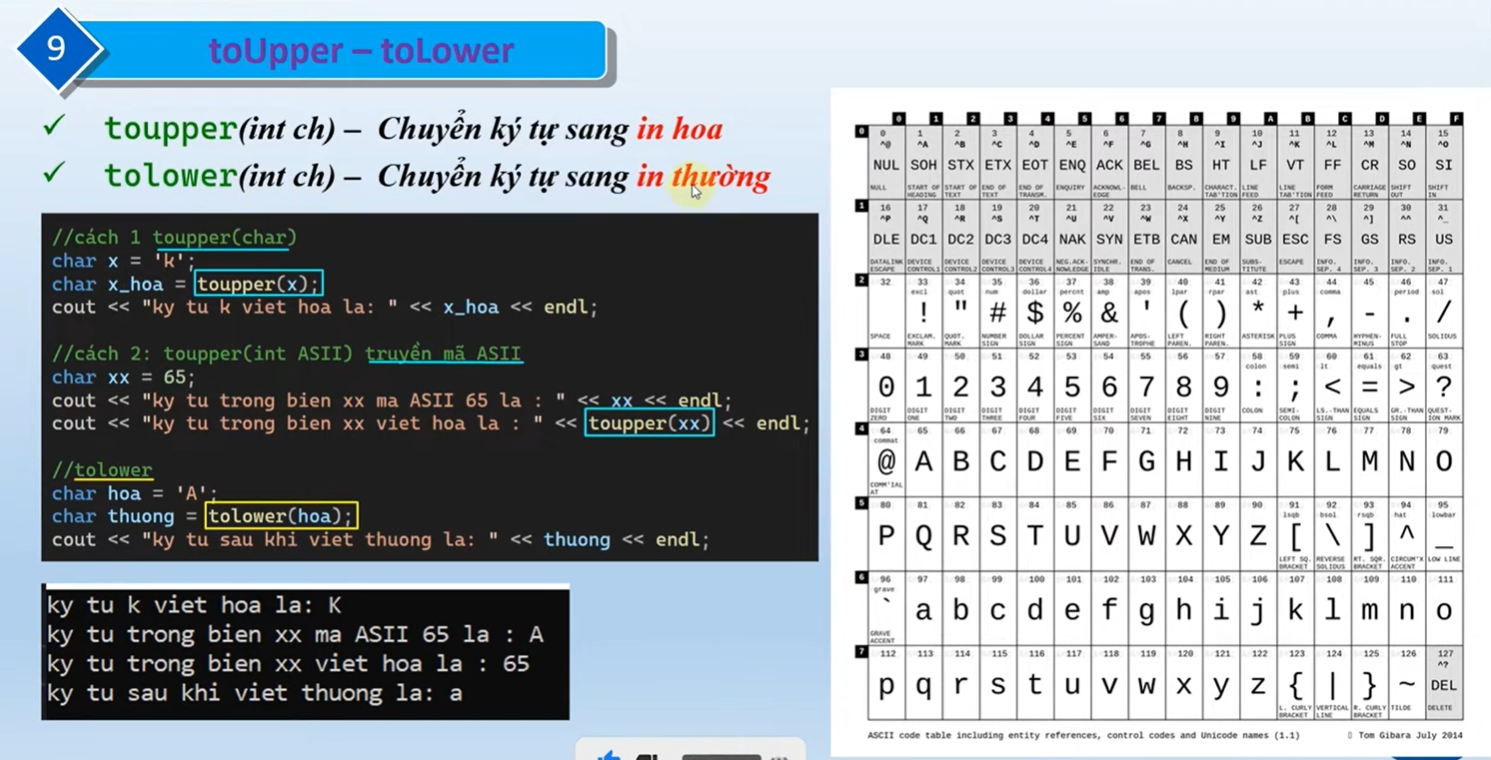 9
toUpper – toLower
✓ toupper(int ch) – Chuyển ký tự sang in hoa
✓ tolower(int ch) – Chuyển ký tự sang in thường
//cách 1 toupper(char)
char x = 'k';
char x_hoa = toupper(x);
cout << "ky tu k viet hoa la: " << x_hoa << endl;
//cách 2: toupper(int ASII) truyền mã ASII
char xx = 65;
cout << "ky tu trong bien xx ma ASII 65 la : " << xx << endl;
cout << "ky tu trong bien xx viet hoa la : " << toupper(xx) << endl;
//tolower
char hoa = 'A';
char thuong = tolower(hoa);
cout << "ky tu sau khi viet thuong la: " << thuong << endl;
ky tu k viet hoa la: K
ky tu trong bien xx ma ASII 65 la : A
ky tu trong bien xx viet hoa la : 65
ky tu sau khi viet thuong la: a
0 1 2 3 4 5 6 7 8 9 A B C D E F
0 0 1 2 3 4 5 6 7 8 9 10 11 12 13 14 15
^@ ^A ^B ^C ^D ^E ^F ^G ^H ^I ^J ^K ^L ^M ^N ^O
NUL SOH STX ETX EOT ENQ ACK BEL BS HT LF VT FF CR SO SI
NULL START OF START OF END OF END OF ENQUIRY ACKNOWL- BELL BACKSP. CHARACT. LINE LINE FORM CARRIAGE SHIFT SHIFT
HEADING TEXT TEXT TRANSM. EDGE TAB'TION FEED TAB'TION FEED RETURN OUT IN
1 16 17 18 19 20 21 22 23 24 25 26 27 28 29 30 31
^P ^Q ^R ^S ^T ^U ^V ^W ^X ^Y ^Z ^[ ^\ ^] ^^ ^_
DLE DC1 DC2 DC3 DC4 NAK SYN ETB CAN EM SUB ESC FS GS RS US
DATALINK DEVICE DEVICE DEVICE DEVICE NEG.ACK- SYNCHR. END OF CANCEL END OF SUBS- ESCAPE INFO. INFO. INFO. INFO.
ESCAPE CONTROL1 CONTROL2 CONTROL3 CONTROL4 NOWLEDGE IDLE TRANS. MEDIUM TITUTE SEP. 4 SEP. 3 SEP. 2 SEP. 1
2 32 33 34 35 36 37 38 39 40 41 42 43 44 45 46 47
excl quot num dollar percnt amp apos lpar rpar ast plus comma period sol
! " # $ % & ' ( ) * + , - . /
SPACE EXCLAM. QUOT. NUMBER DOLLAR PERCENT AMPER- APOS- LEFT RIGHT ASTERISK PLUS COMMA HYPHEN- FULL SOLIDUS
MARK MARK SIGN SIGN SIGN SAND TROPHE PAREN. PAREN. SIGN MINUS STOP
3 48 49 50 51 52 53 54 55 56 57 58 59 60 61 62 63
colon semi lt equals gt quest
0 1 2 3 4 5 6 7 8 9 : ; < = > ?
DIGIT DIGIT DIGIT DIGIT DIGIT DIGIT DIGIT DIGIT DIGIT DIGIT COLON SEMI- LS.-THAN EQUALS GR.-THAN QUEST-
ZERO ONE TWO THREE FOUR FIVE SIX SEVEN EIGHT NINE COLON SIGN SIGN SIGN ION MARK
4 64 65 66 67 68 69 70 71 72 73 74 75 76 77 78 79
commat
@ A B C D E F G H I J K L M N O
COMM'IAL
AT
5 80 81 82 83 84 85 86 87 88 89 90 91 92 93 94 95
lsqb bsol rsqb hat lowbar
P Q R S T U V W X Y Z [ \ ] ^ _
LEFT SQ. REVERSE RT. SQR. CIRCUM'X LOW LINE
BRACKET SOLIDUS BRACKET ACCENT
6 96 97 98 99 100 101 102 103 104 105 106 107 108 109 110 111
grave
` a b c d e f g h i j k l m n o
GRAVE
ACCENT
7 112 113 114 115 116 117 118 119 120 121 122 123 124 125 126 127
^?
p q r s t u v w x y z { | } ~ DEL
L. CURLY VERTICAL R. CURLY TILDE DELETE
BRACKET LINE BRACKET
ASCII code table including entity references, control codes and Unicode names (1.1) Tom Gibara July 2014